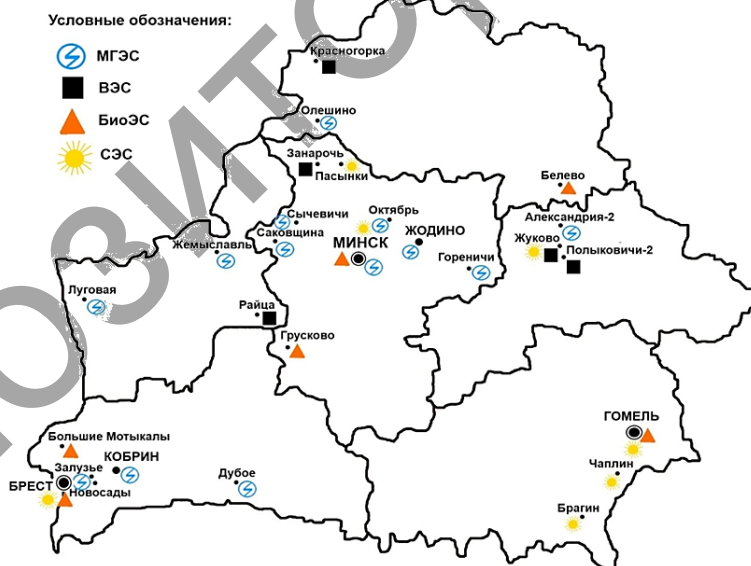 Условные обозначения:
МГЭС
ВЭС
БиоЭС
СЭС
Красногорка
Олешино
Занарочь
Пасынки
Белево
Сычевичи
Октябрь
Александрия-2
Саковщина
МИНСК
ЖОДИНО
Жуково
Полыковичи-2
Жемыславль
Гореничи
Луговая
Райца
Грусково
ГОМЕЛЬ
Большие Мотыкалы
КОБРИН
Залузье
Чаплин
Дубое
БРЕСТ
Новосады
Брагин